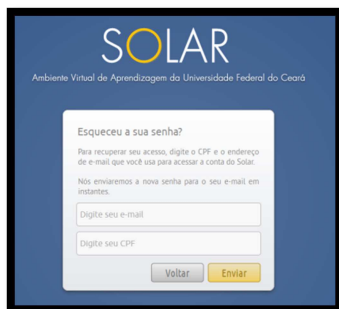 SOLAR
Ambiente Virtual de Aprendizagem da Universidade Federal do Ceará
Esqueceu a sua senha?
Para recuperar seu acesso, digite o CPF e o endereço
de e-mail que você usa para acessar a conta do Solar.
Nós enviaremos a nova senha para o seu e-mail em
instantes.
Digite seu e-mail
Digite seu CPF
Voltar Enviar